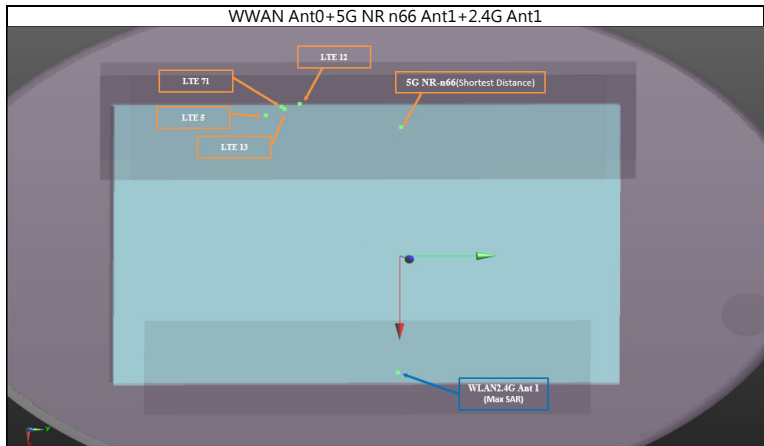 WWAN Ant0+5G NR n66 Ant1+2.4G Ant1
LTE 12
LTE 71
5G NR-n66(Shortest Distance)
LTE 5
LTE 13
WLAN2.4G Ant 1
(Max SAR)
y